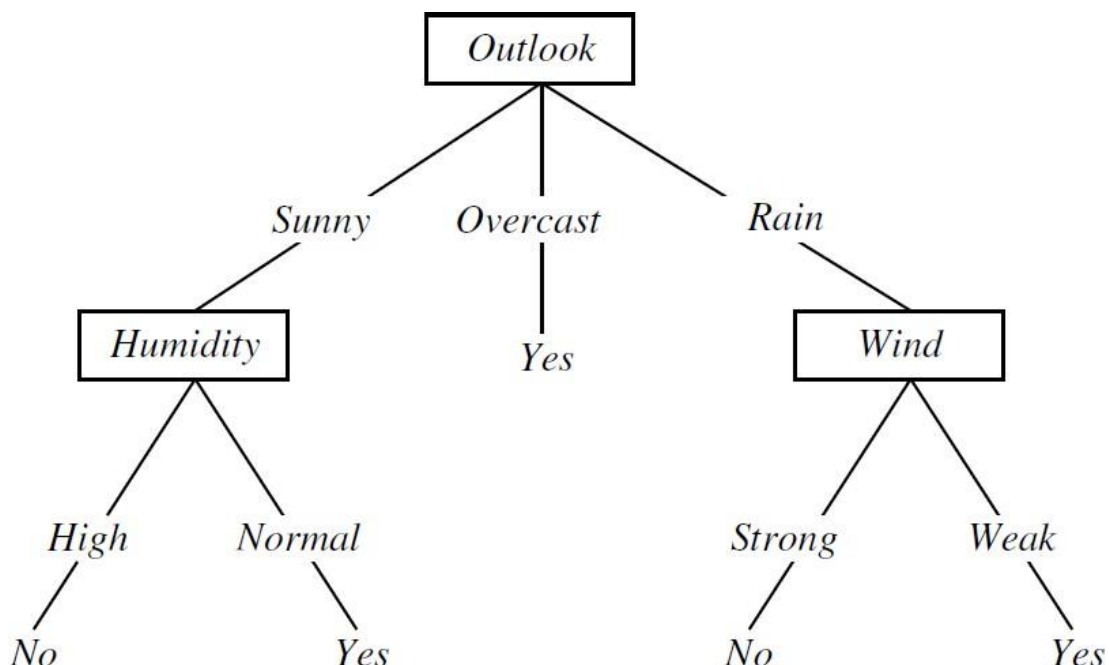 Outlook
Sunny Overcast Rain
Humidity Yes Wind
High Normal Strong Weak
No Yes No Yes